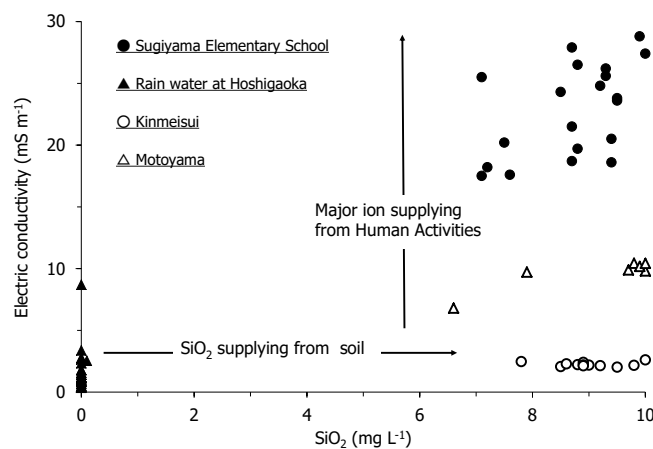 30
20
10
0
Electric conductivity (mS m⁻¹)
Sugiyama Elementary School
Rain water at Hoshigaoka
Kinmeisui
Motoyama
Major ion supplying
from Human Activities
SiO₂ supplying from soil
0 2 4 6 8 10
SiO₂ (mg L⁻¹)